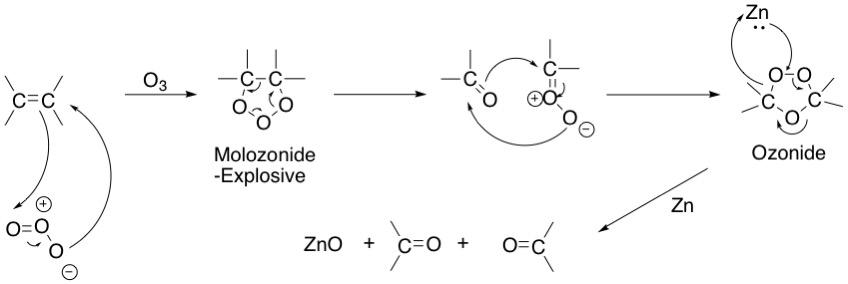 Zn
O₃
C=C
C C
O O
O
C
O
C
⊕O
O
⊖
O-O
C C
O
Molozonide
-Explosive
Ozonide
⊕
O=O
O
⊖
Zn
ZnO + C=O + O=C